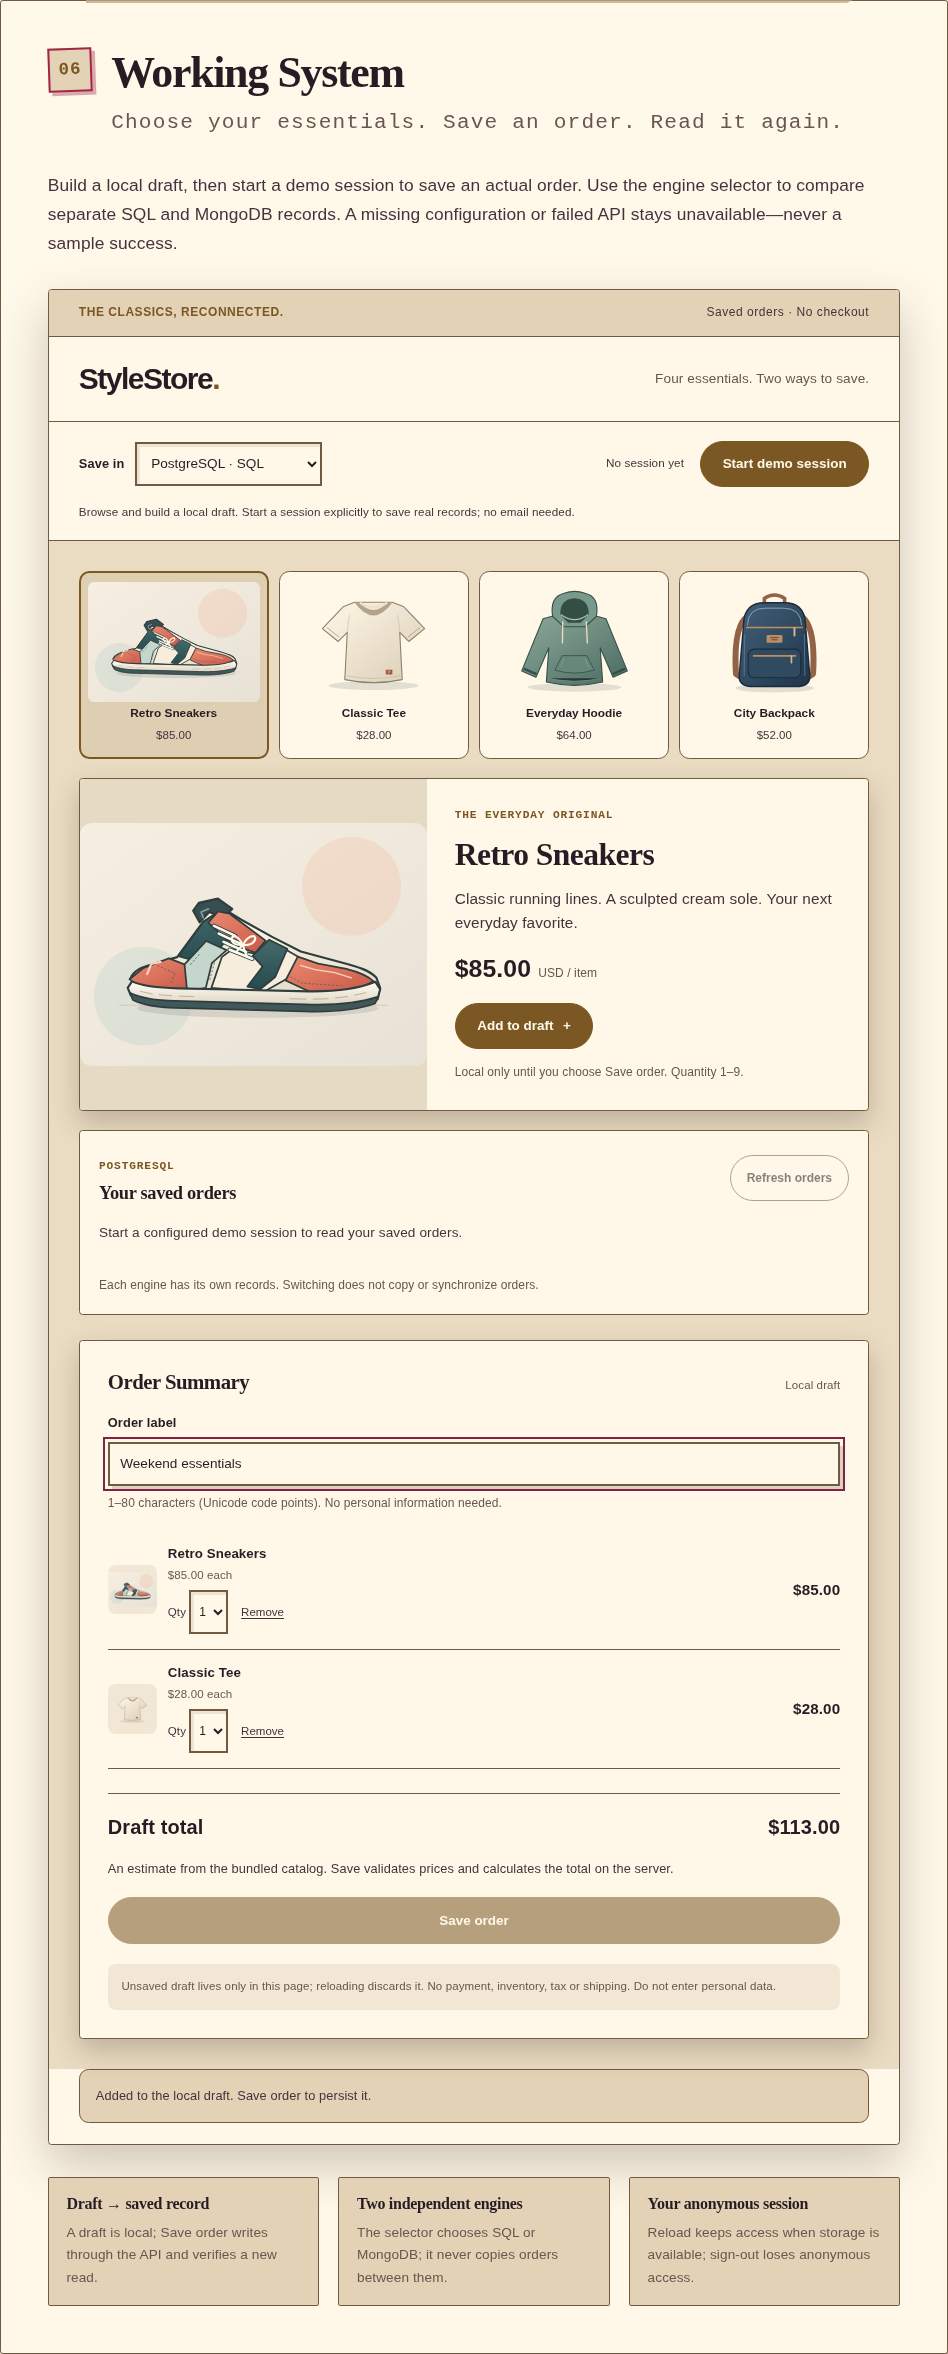 06
Working System
Choose your essentials. Save an order. Read it again.
Build a local draft, then start a demo session to save an actual order. Use the engine selector to compare
separate SQL and MongoDB records. A missing configuration or failed API stays unavailable—never a
sample success.
THE CLASSICS, RECONNECTED.
Saved orders · No checkout
StyleStore.
Four essentials. Two ways to save.
Save in
PostgreSQL · SQL
No session yet
Start demo session
Browse and build a local draft. Start a session explicitly to save real records; no email needed.
Retro Sneakers
$85.00
Classic Tee
$28.00
Everyday Hoodie
$64.00
City Backpack
$52.00
THE EVERYDAY ORIGINAL
Retro Sneakers
Classic running lines. A sculpted cream sole. Your next
everyday favorite.
$85.00 USD / item
Add to draft +
Local only until you choose Save order. Quantity 1–9.
POSTGRESQL
Your saved orders
Refresh orders
Start a configured demo session to read your saved orders.
Each engine has its own records. Switching does not copy or synchronize orders.
Order Summary
Local draft
Order label
Weekend essentials
1–80 characters (Unicode code points). No personal information needed.
Retro Sneakers
$85.00 each
Qty 1 Remove
$85.00
Classic Tee
$28.00 each
Qty 1 Remove
$28.00
Draft total
$113.00
An estimate from the bundled catalog. Save validates prices and calculates the total on the server.
Save order
Unsaved draft lives only in this page; reloading discards it. No payment, inventory, tax or shipping. Do not enter personal data.
Added to the local draft. Save order to persist it.
Draft → saved record
A draft is local; Save order writes
through the API and verifies a new
read.
Two independent engines
The selector chooses SQL or
MongoDB; it never copies orders
between them.
Your anonymous session
Reload keeps access when storage is
available; sign-out loses anonymous
access.